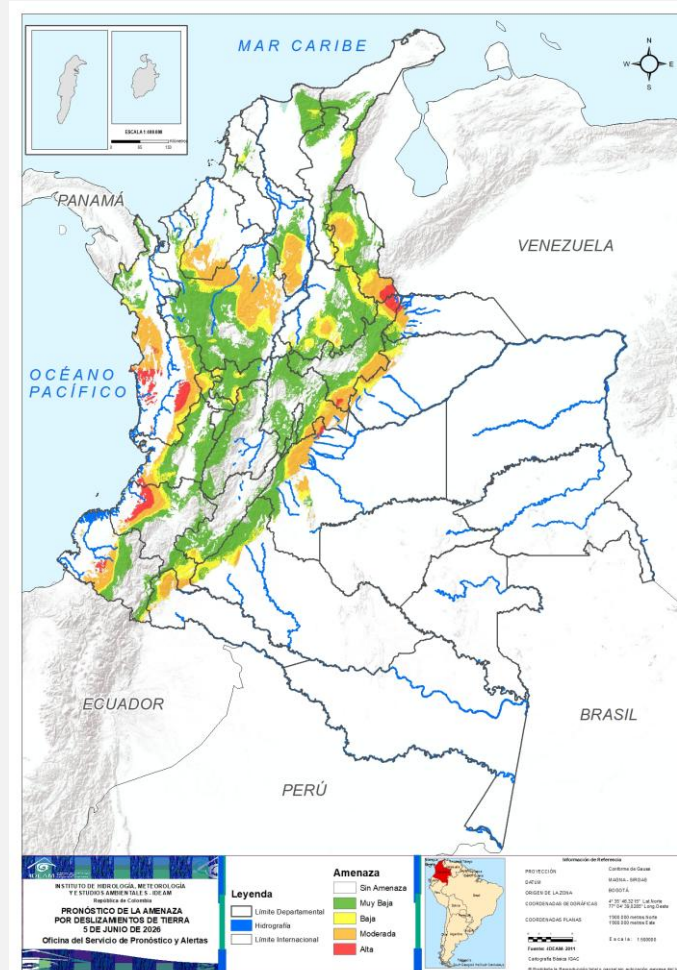 MAR CARIBE
N
W
E
S
ESCALA 1:
PANAMÁ
VENEZUELA
OCÉANO
PACÍFICO
ECUADOR
BRASIL
PERÚ
IDEAM
INSTITUTO DE HIDROLOGÍA, METEOROLOGÍA
Y ESTUDIOS AMBIENTALES - IDEAM
República de Colombia
PRONÓSTICO DE LA AMENAZA
POR DESLIZAMIENTOS DE TIERRA
5 DE JUNIO DE 2026
Oficina del Servicio de Pronóstico y Alertas
Leyenda
Límite Departamental
Hidrografía
Límite Internacional
Amenaza
Sin Amenaza
Muy Baja
Baja
Moderada
Alta
Información de Referencia
PROYECCIÓN Conforme de Gauss
DATUM MAGNA - SIRGAS
ORIGEN DE LA ZONA BOGOTÁ
COORDENADAS GEOGRÁFICAS
COORDENADAS PLANAS
Escala:
Fuente: IDEAM, 2011
Cartografía Básica IGAC